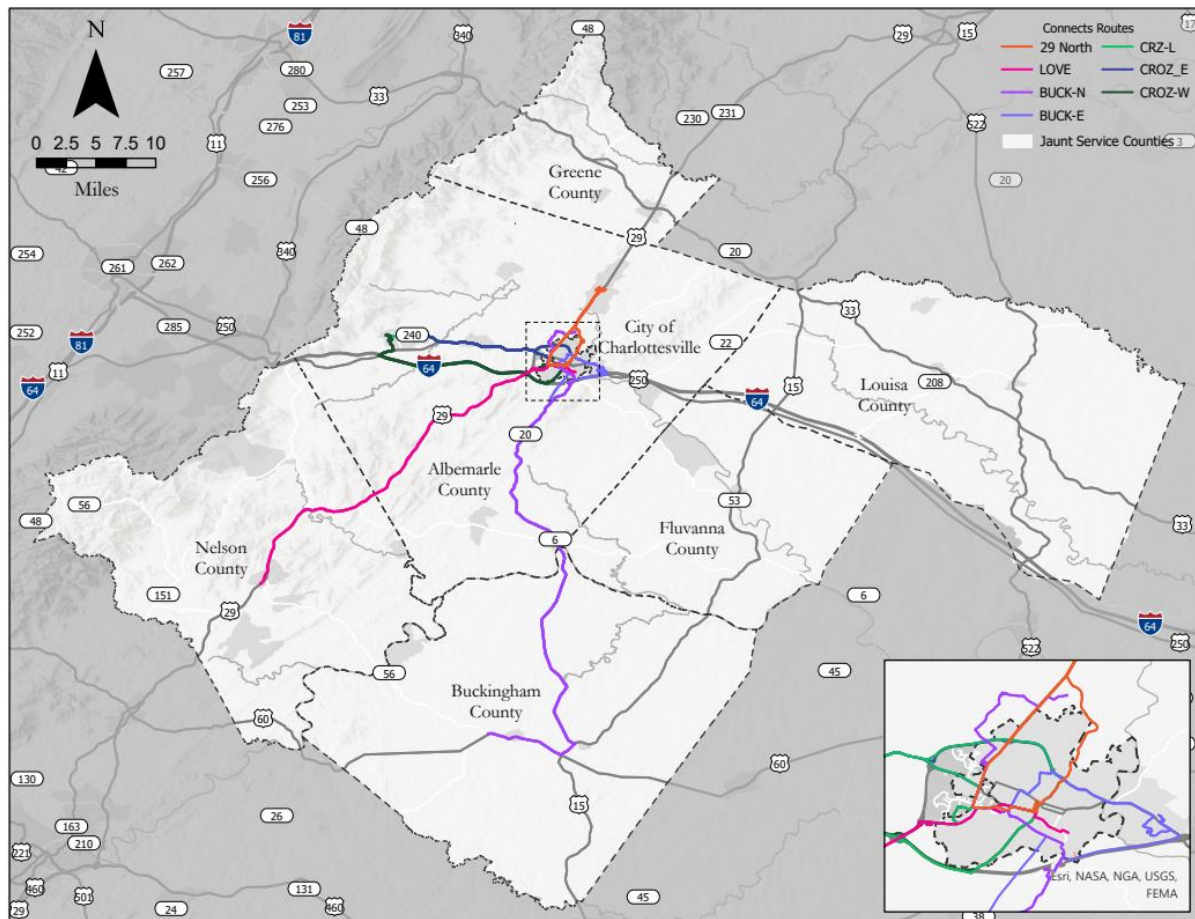 N
0 2.5 5 7.5 10
Miles
Connects Routes
29 North
CRZ-L
LOVE
CROZ_E
BUCK-N
CROZ-W
BUCK-E
Jaunt Service Counties
81
340
48
29
15
17
257
280
33
253
276
11
230
231
522
3
42
256
Greene
County
20
48
29
254
262
340
20
261
33
252
285
250
240
City of
Charlottesville
22
81
64
11
64
250
64
15
Louisa
County
208
29
20
Albemarle
County
56
53
48
Fluvanna
County
33
Nelson
County
6
151
29
6
64
522
250
56
45
Buckingham
County
60
60
130
15
26
163
210
221
460
501
131
460
29
24
45
38
Esri, NASA, NGA, USGS,
FEMA